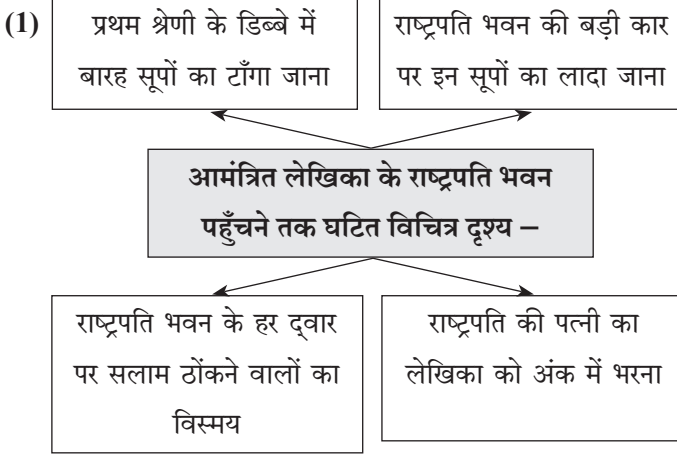 (1)
प्रथम श्रेणी के डिब्बे में
बारह सूपों का टाँगा जाना
राष्ट्रपति भवन की बड़ी कार
पर इन सूपों का लादा जाना
आमंत्रित लेखिका के राष्ट्रपति भवन
पहुँचने तक घटित विचित्र दृश्य –
राष्ट्रपति भवन के हर द्‌वार
पर सलाम ठोंकने वालों का
विस्मय
राष्ट्रपति की पत्नी का
लेखिका को अंक में भरना